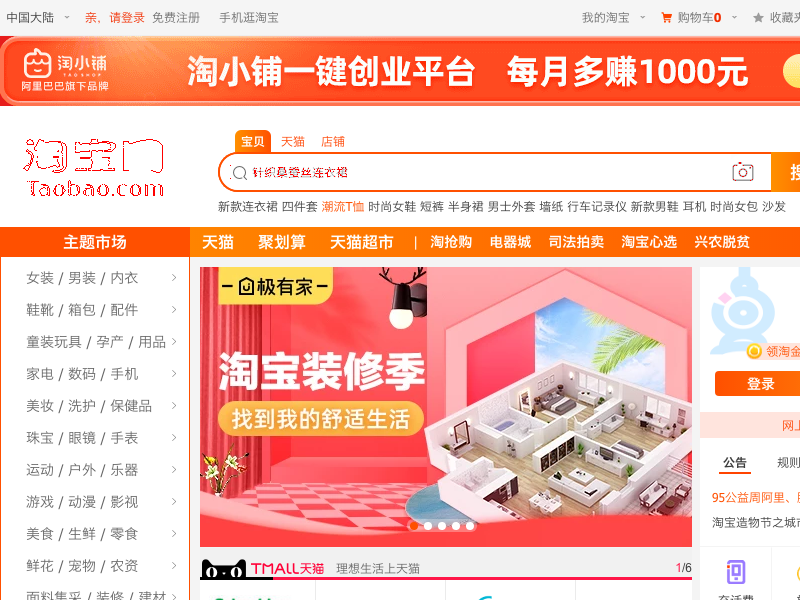 中国大陆 亲，请登录 免费注册 手机逛淘宝 我的淘宝 购物车0 收藏夹
淘小铺
TAO SHOP
阿里巴巴旗下品牌
淘小铺一键创业平台 每月多赚1000元
宝贝 天猫 店铺
淘宝网
Taobao.com
针织桑蚕丝连衣裙
搜
新款连衣裙 四件套 潮流T恤 时尚女鞋 短裤 半身裙 男士外套 墙纸 行车记录仪 新款男鞋 耳机 时尚女包 沙发
主题市场 天猫 聚划算 天猫超市 | 淘抢购 电器城 司法拍卖 淘宝心选 兴农脱贫
女装 / 男装 / 内衣
鞋靴 / 箱包 / 配件
童装玩具 / 孕产 / 用品
家电 / 数码 / 手机
美妆 / 洗护 / 保健品
珠宝 / 眼镜 / 手表
运动 / 户外 / 乐器
游戏 / 动漫 / 影视
美食 / 生鲜 / 零食
鲜花 / 宠物 / 农资
面料集采 / 装修 / 建材
极有家
淘宝装修季
找到我的舒适生活
TMALL天猫 理想生活上天猫 1/6
领淘金
登录
网上
公告 规则
95公益周阿里、
淘宝造物节之城市
充话费